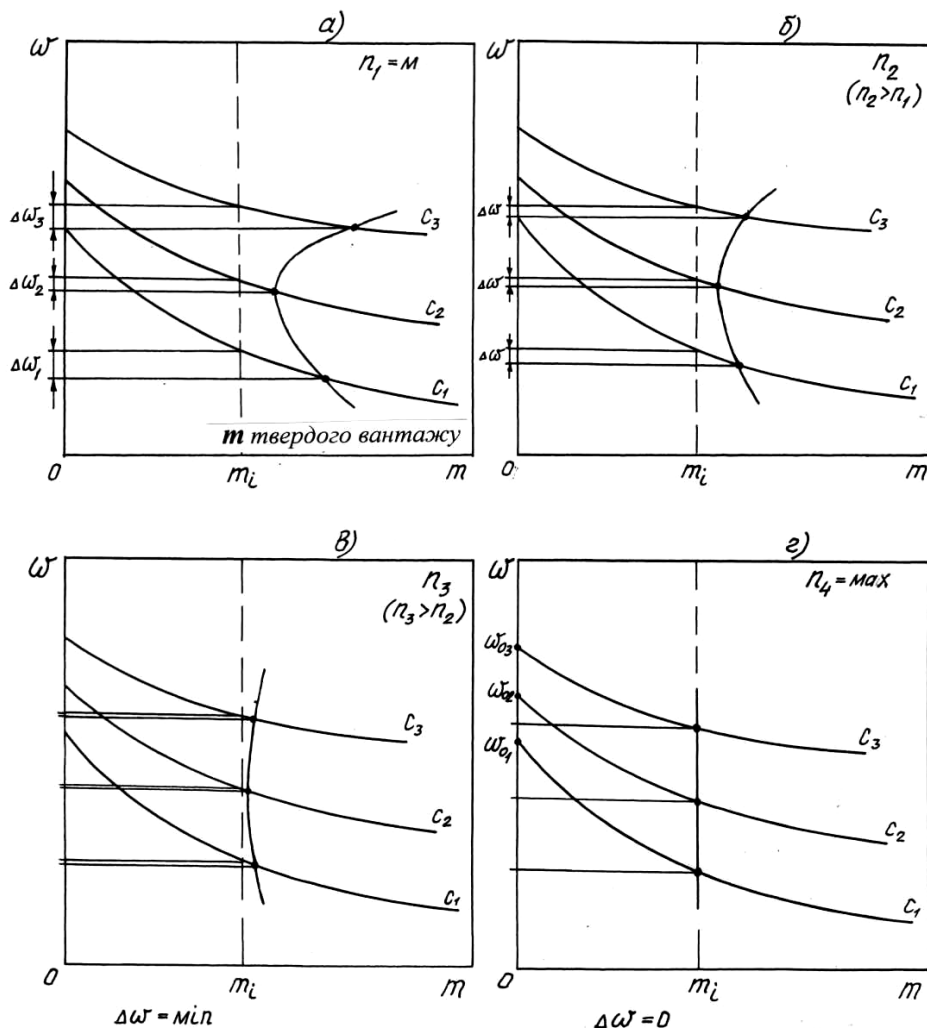 а)
ω
n₁ = м
Δω₃
Δω₂
Δω₁
C₃
C₂
C₁
m твердого вантажу
0
mᵢ
m
б)
ω
n₂
(n₂>n₁)
Δω
Δω
Δω
C₃
C₂
C₁
0
mᵢ
m
в)
ω
n₃
(n₃>n₂)
C₃
C₂
C₁
0
mᵢ
m
Δω = min
г)
ω
n₄ = мах
ω₀₃
ω₀₂
ω₀₁
C₃
C₂
C₁
0
mᵢ
m
Δω = 0